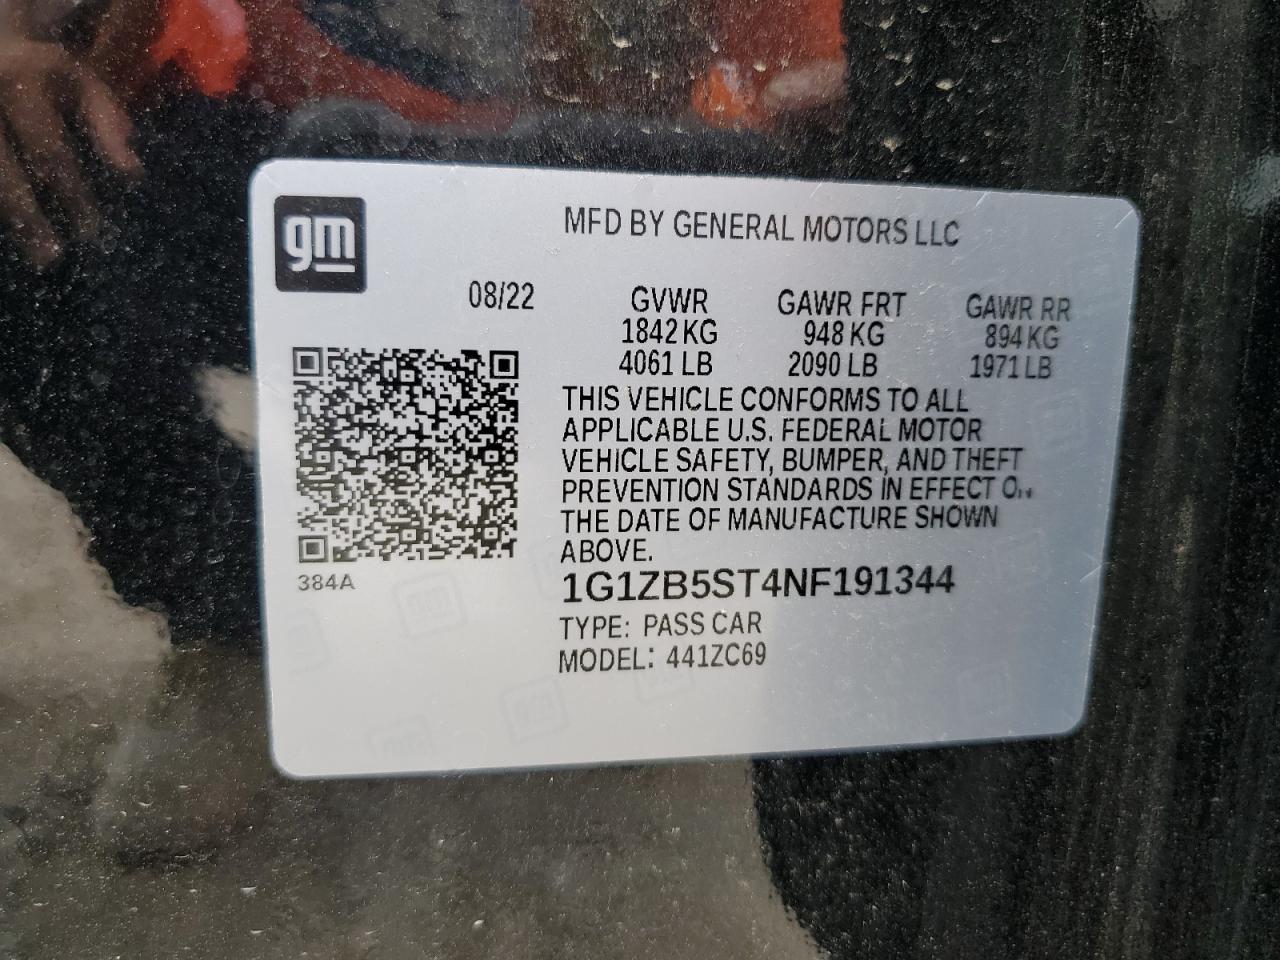 gm
MFD BY GENERAL MOTORS LLC
08/22
GVWR GAWR FRT GAWR RR
1842 KG 948 KG 894 KG
4061 LB 2090 LB 1971 LB
THIS VEHICLE CONFORMS TO ALL
APPLICABLE U.S. FEDERAL MOTOR
VEHICLE SAFETY, BUMPER, AND THEFT
PREVENTION STANDARDS IN EFFECT
THE DATE OF MANUFACTURE SHOWN
ABOVE.
384A
1G1ZB5ST4NF191344
TYPE: PASS CAR
MODEL: 441ZC69